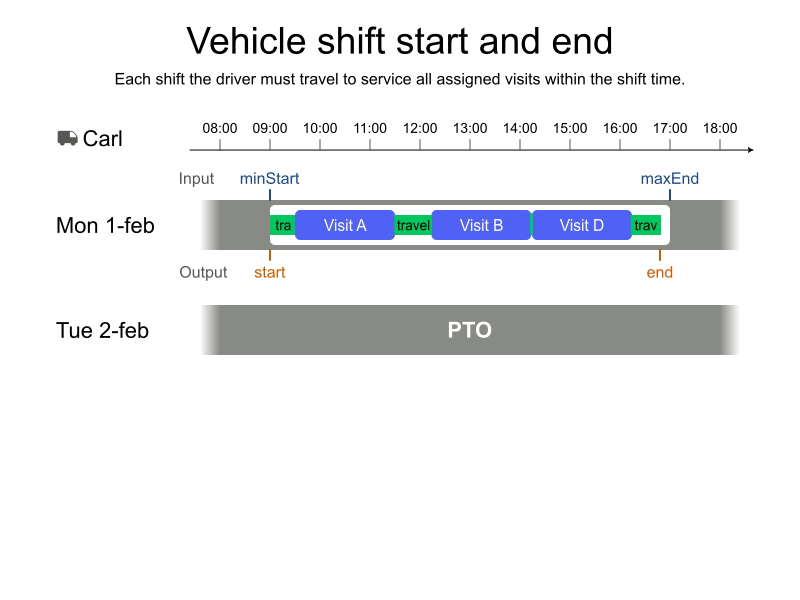 Vehicle shift start and end
Each shift the driver must travel to service all assigned visits within the shift time.
Carl
08:00 09:00 10:00 11:00 12:00 13:00 14:00 15:00 16:00 17:00 18:00
Input minStart maxEnd
Mon 1-feb tra Visit A travel Visit B Visit D trav
Output start end
Tue 2-feb PTO